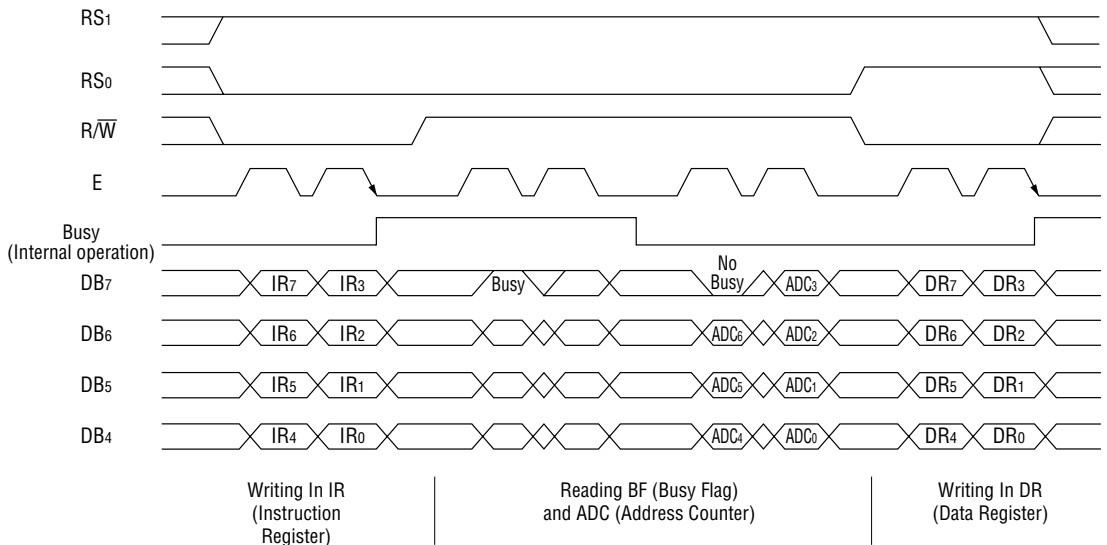 RS1
RS0
R/W̅
E
Busy
(Internal operation)
No
DB7 IR7 IR3 Busy Busy ADC3 DR7 DR3
DB6 IR6 IR2 ADC6 ADC2 DR6 DR2
DB5 IR5 IR1 ADC5 ADC1 DR5 DR1
DB4 IR4 IR0 ADC4 ADC0 DR4 DR0
Writing In IR
(Instruction
Register)
Reading BF (Busy Flag)
and ADC (Address Counter)
Writing In DR
(Data Register)